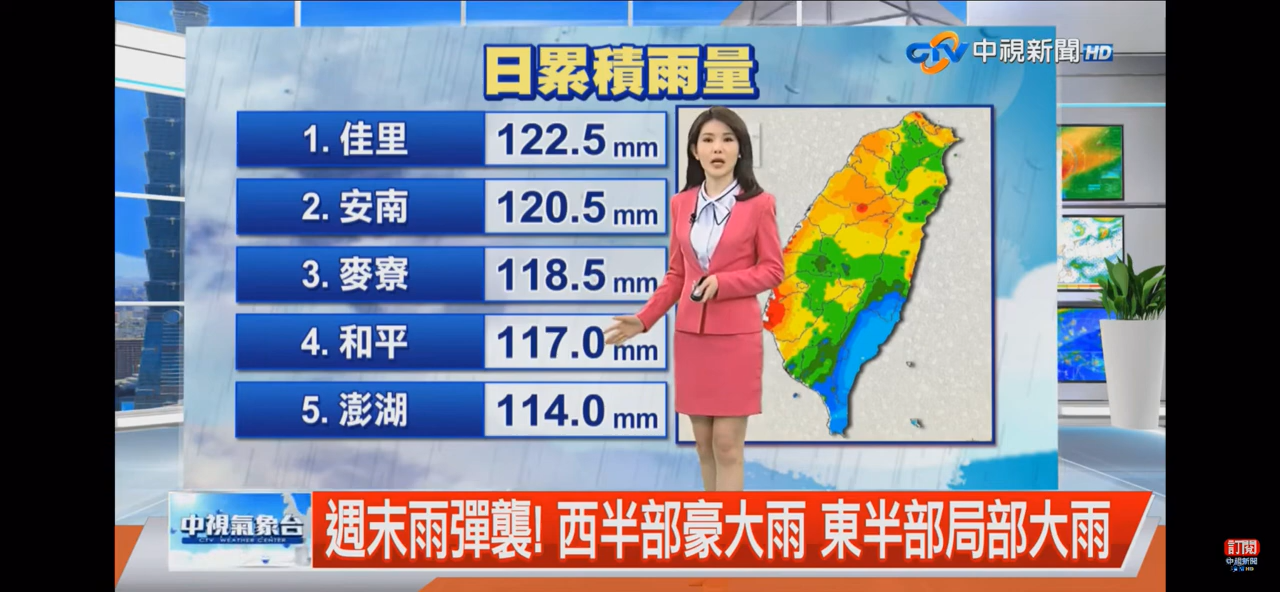 日累積雨量
CTV 中視新聞HD
1. 佳里 122.5 mm
2. 安南 120.5 mm
3. 麥寮 118.5 mm
4. 和平 117.0 mm
5. 澎湖 114.0 mm
中視氣象台
CTV WEATHER CENTER
週末雨彈襲! 西半部豪大雨 東半部局部大雨
訂閱
中視新聞
CTV HD